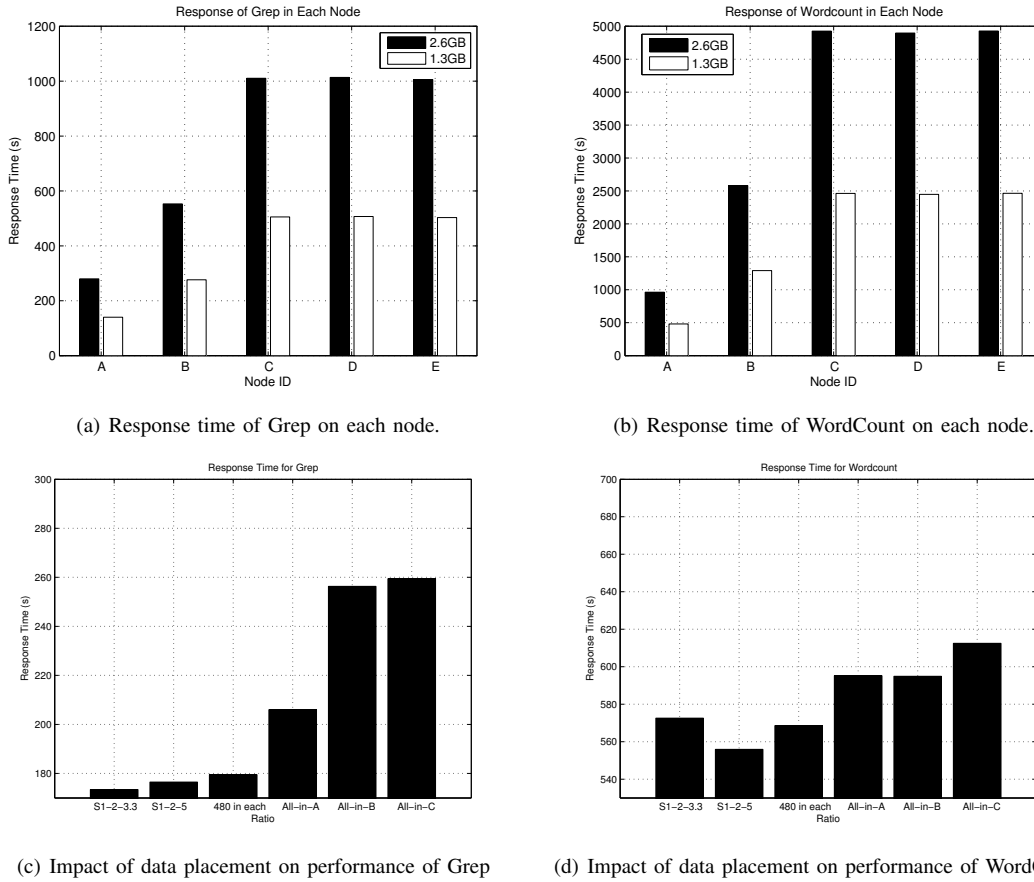 Response of Grep in Each Node
1200
1000
800
600
400
200
0
Response Time (s)
2.6GB
1.3GB
A B C D E
Node ID
(a) Response time of Grep on each node.
Response of Wordcount in Each Node
5000
4500
4000
3500
3000
2500
2000
1500
1000
500
0
Response Time (s)
2.6GB
1.3GB
A B C D E
Node ID
(b) Response time of WordCount on each node.
Response Time for Grep
300
280
260
240
220
200
180
Response Time (s)
S1-2-3.3 S1-2-5 480 in each All-in-A All-in-B All-in-C
Ratio
(c) Impact of data placement on performance of Grep
Response Time for Wordcount
700
680
660
640
620
600
580
560
540
Response Time (s)
S1-2-3.3 S1-2-5 480 in each All-in-A All-in-B All-in-C
Ratio
(d) Impact of data placement on performance of